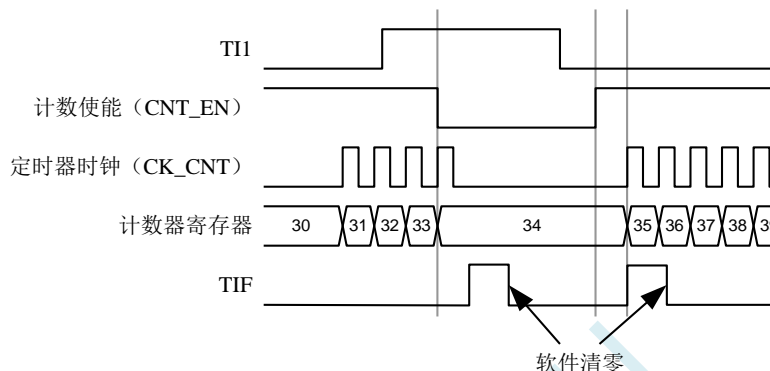 TI1
计数使能（CNT_EN）
定时器时钟（CK_CNT）
计数器寄存器 30 31 32 33 34 35 36 37 38
TIF
软件清零